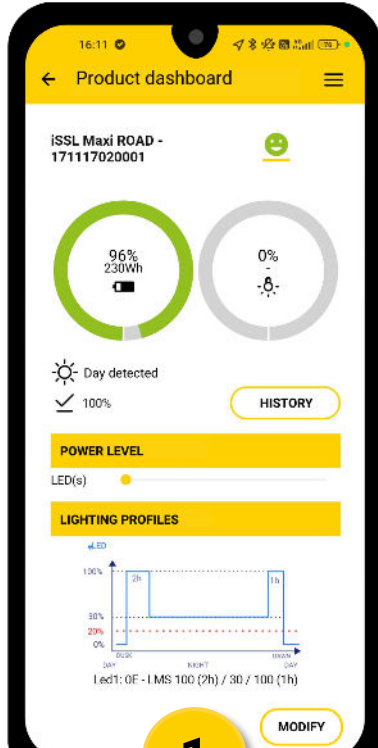 16:11
76
Product dashboard
iSSL Maxi ROAD -
171117020001
96%
230Wh
0%
-
Day detected
100%
HISTORY
POWER LEVEL
LED(s)
LIGHTING PROFILES
LED
100%
2h
1h
30%
20%
0%
DUSK
DAWN
DAY
NIGHT
DAY
Led1: 0E - LMS 100 (2h) / 30 / 100 (1h)
MODIFY
1